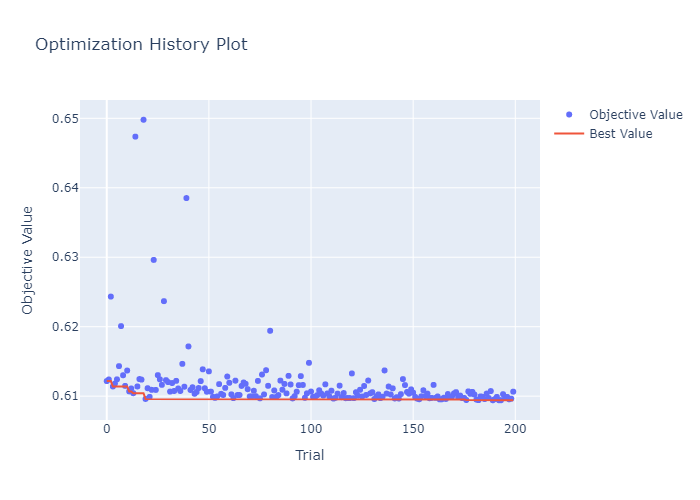 Optimization History Plot
Objective Value
Best Value
0.65
0.64
0.63
0.62
0.61
Objective Value
0
50
100
150
200
Trial